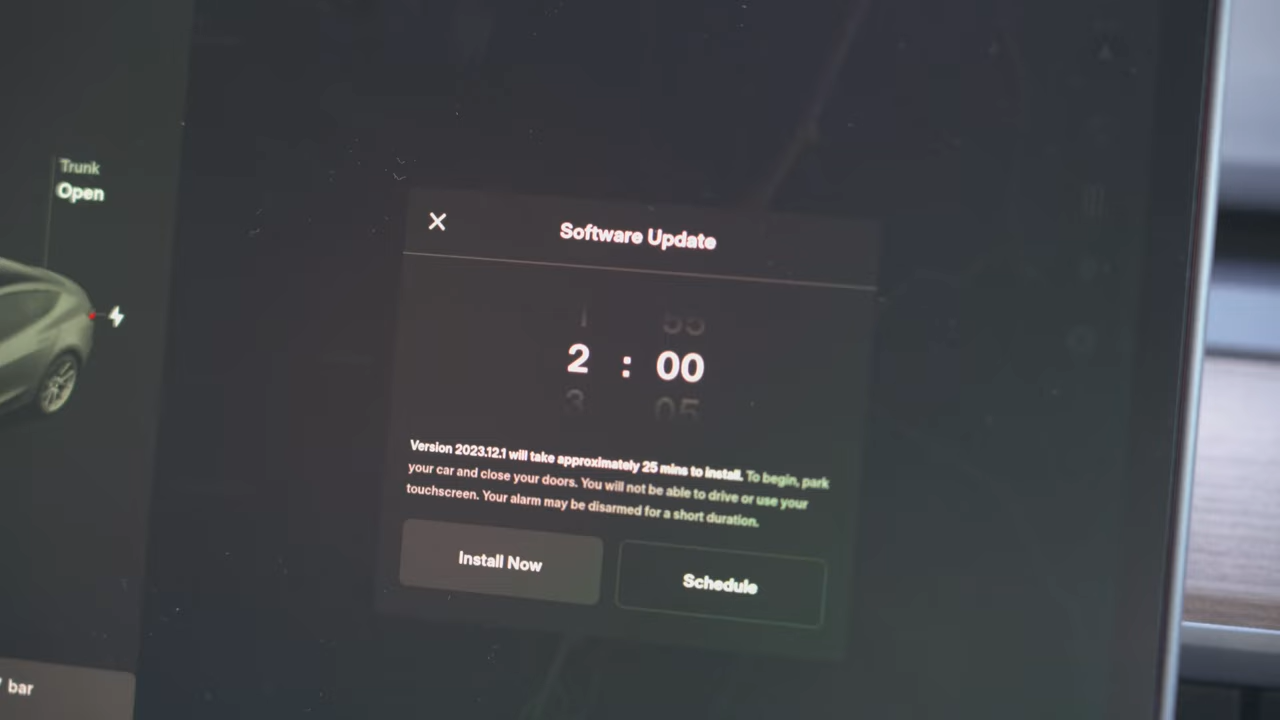 Trunk
Open
Software Update
1 55
2 : 00
3 05
Version 2023.12.1 will take approximately 25 mins to install. To begin, park
your car and close your doors. You will not be able to drive or use your
touchscreen. Your alarm may be disarmed for a short duration.
Install Now
Schedule
bar